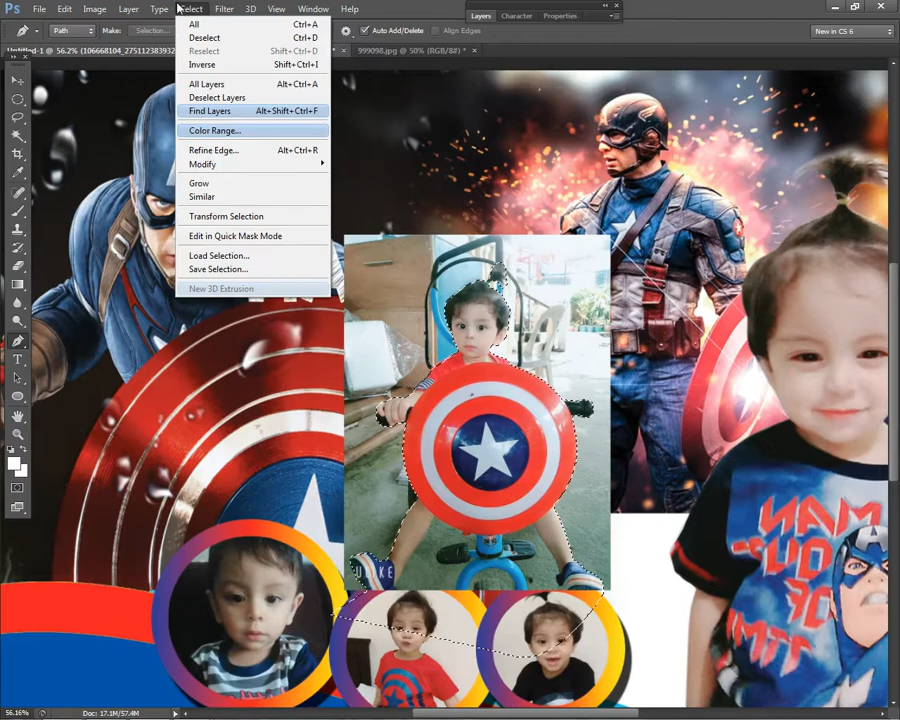 Ps File Edit Image Layer Type Select Filter 3D View Window Help
Layers Character Properties
Path Make: Selection... Auto Add/Delete Align Edges New in CS 6
Untitled-1 @ 56.2% (106668104_2751123832
999098.jpg @ 50% (RGB/8#) *
All Ctrl+A
Deselect Ctrl+D
Reselect Shift+Ctrl+D
Inverse Shift+Ctrl+I
All Layers Alt+Ctrl+A
Deselect Layers
Find Layers Alt+Shift+Ctrl+F
Color Range...
Refine Edge... Alt+Ctrl+R
Modify
Grow
Similar
Transform Selection
Edit in Quick Mask Mode
Load Selection...
Save Selection...
New 3D Extrusion
56.16% Doc: 17.1M/57.4M